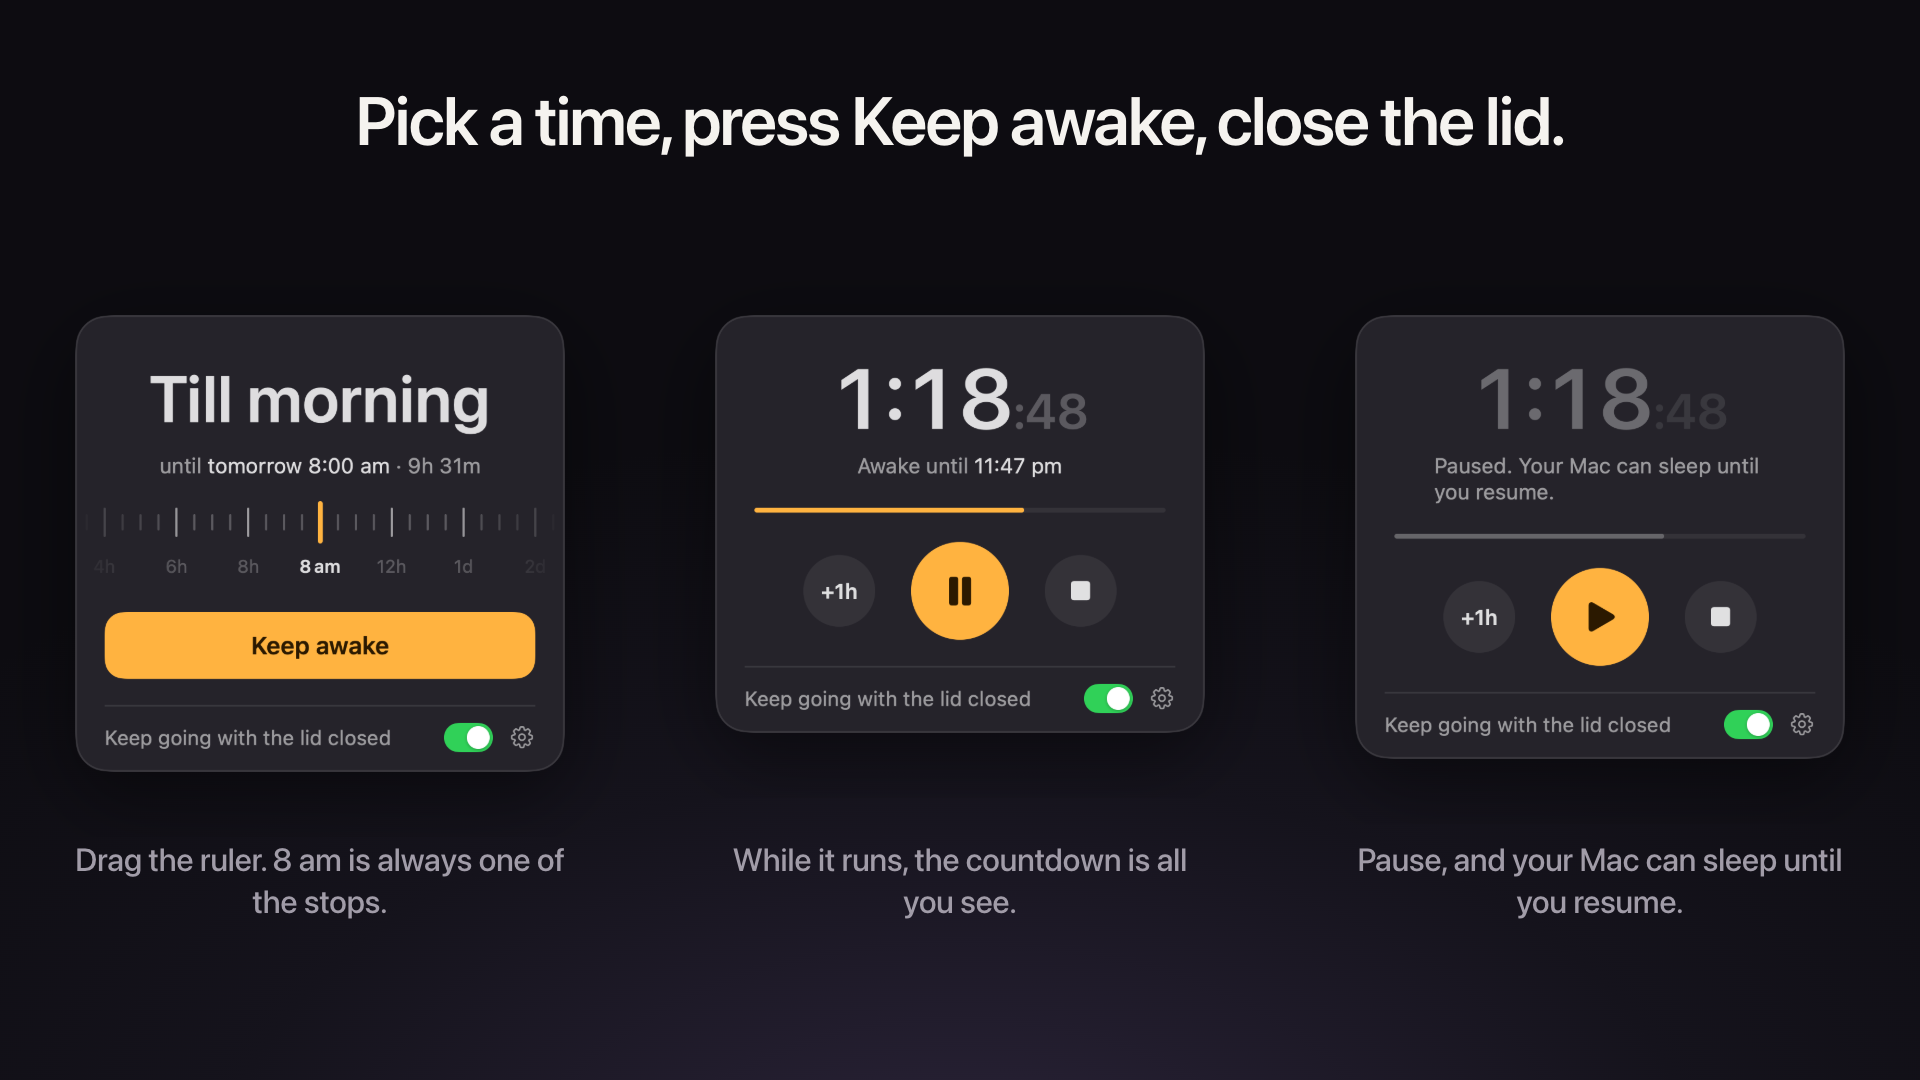 Pick a time, press Keep awake, close the lid.
Till morning
until tomorrow 8:00 am · 9h 31m
4h 6h 8h 8 am 12h 1d 2d
Keep awake
Keep going with the lid closed
Drag the ruler. 8 am is always one of
the stops.
1:18:48
Awake until 11:47 pm
+1h
Keep going with the lid closed
While it runs, the countdown is all
you see.
1:18:48
Paused. Your Mac can sleep until
you resume.
+1h
Keep going with the lid closed
Pause, and your Mac can sleep until
you resume.